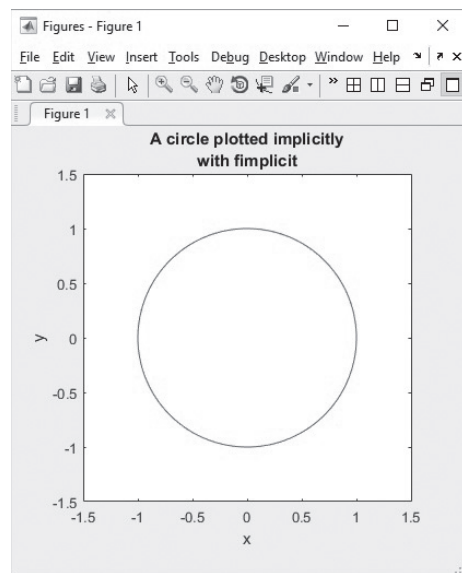 Figures - Figure 1
File Edit View Insert Tools Debug Desktop Window Help
Figure 1
A circle plotted implicitly
with fimplicit
1.5
1
0.5
0
-0.5
-1
-1.5
y
-1.5 -1 -0.5 0 0.5 1 1.5
x